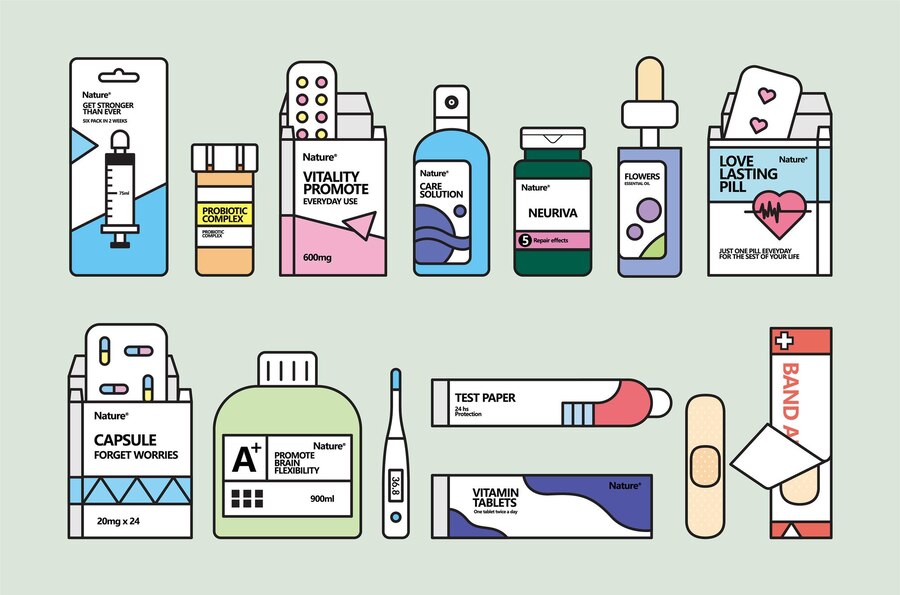 Nature®
GET STRONGER
THAN EVER
SIX PACK IN 2 WEEKS
75ml
PROBIOTIC
COMPLEX
PROBIOTIC
COMPLEX
Nature®
VITALITY
PROMOTE
EVERYDAY USE
600mg
Nature®
CARE
SOLUTION
Nature®
NEURIVA
5 Repair effects
FLOWERS
ESSENTIAL OIL
LOVE
LASTING
PILL
Nature®
JUST ONE PILL EEVEYDAY
FOR THE SEST OF YOUR LIFE
Nature®
CAPSULE
FORGET WORRIES
20mg x 24
A+
Nature®
PROMOTE
BRAIN
FLEXIBILITY
900ml
36.8
TEST PAPER
24 hs
Protection
Nature®
VITAMIN
TABLETS
One tablet twice a day
BAND A